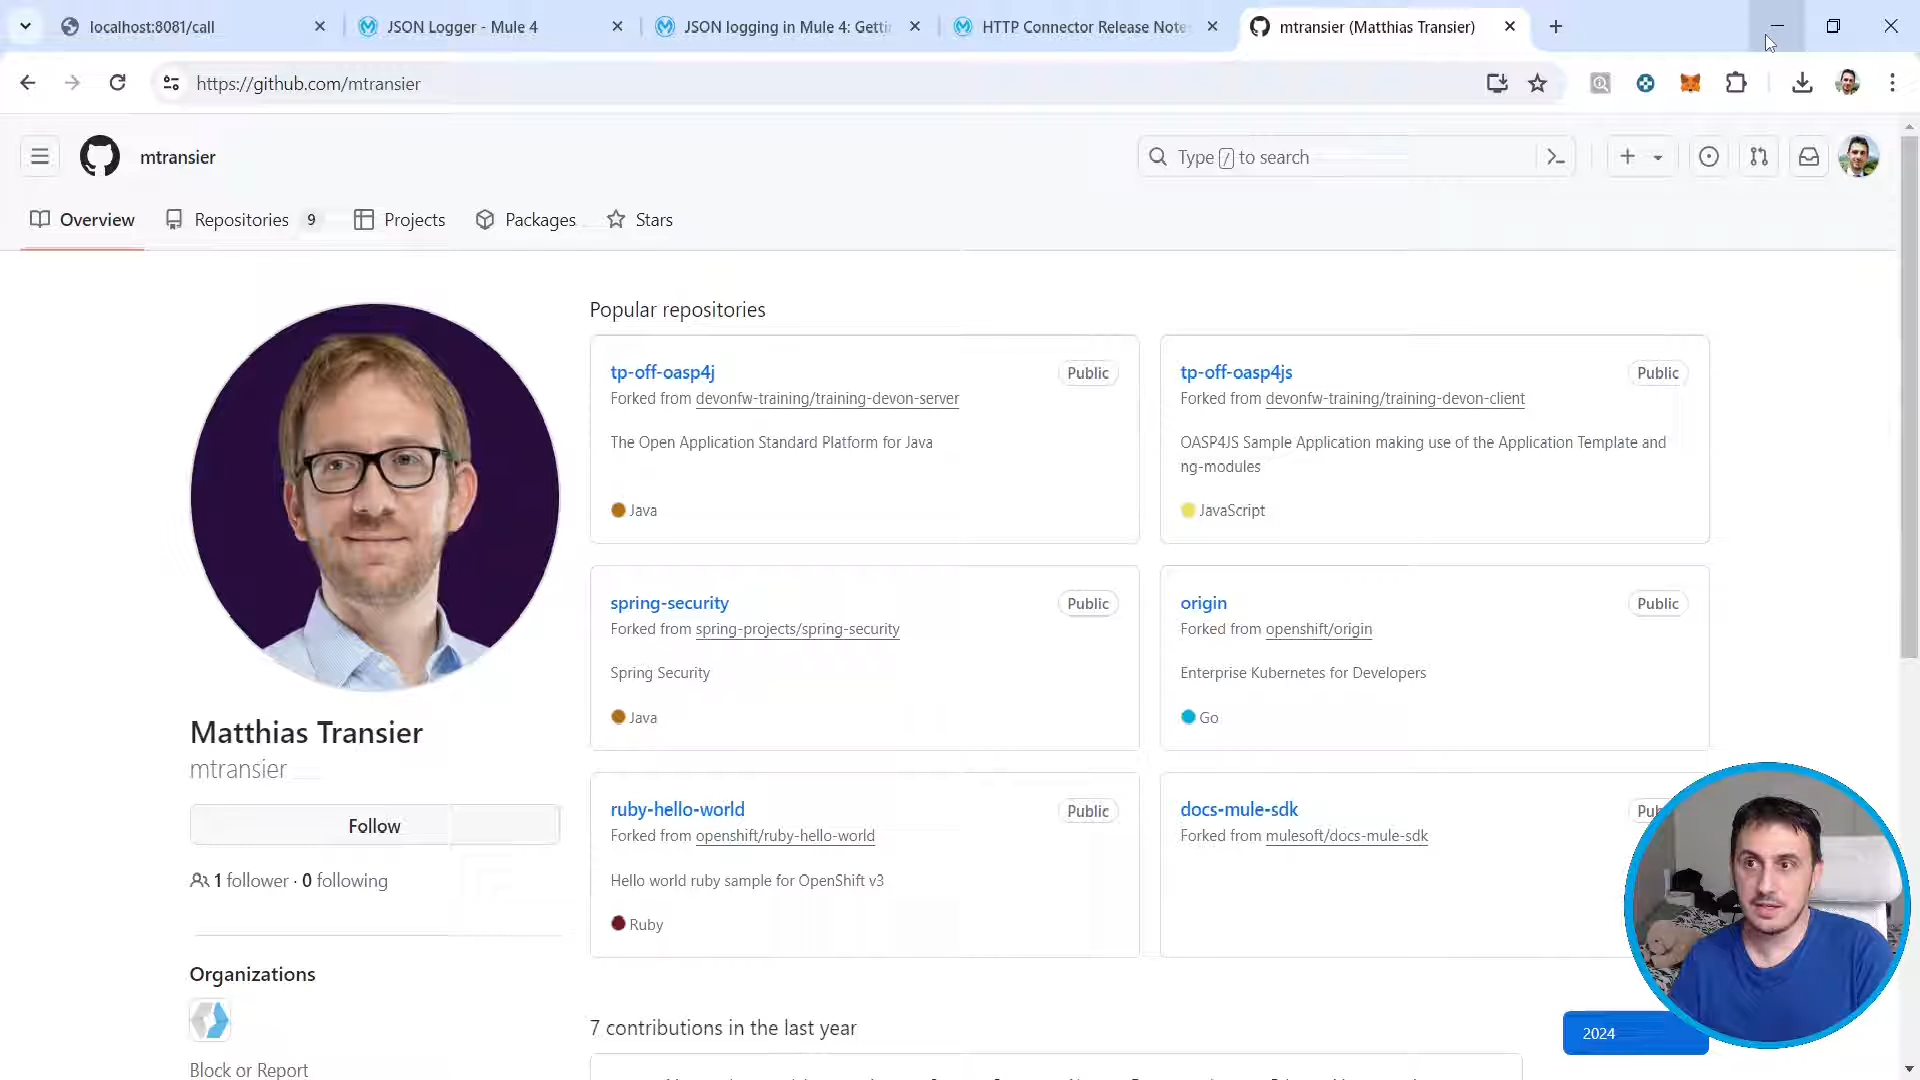 localhost:8081/call
JSON Logger - Mule 4
JSON logging in Mule 4: Getti
HTTP Connector Release Note
mtransier (Matthias Transier)
https://github.com/mtransier
mtransier
Type / to search
Overview
Repositories 9
Projects
Packages
Stars
Popular repositories
tp-off-oasp4j
Public
Forked from devonfw-training/training-devon-server
The Open Application Standard Platform for Java
Java
tp-off-oasp4js
Public
Forked from devonfw-training/training-devon-client
OASP4JS Sample Application making use of the Application Template and
ng-modules
JavaScript
spring-security
Public
Forked from spring-projects/spring-security
Spring Security
Java
origin
Public
Forked from openshift/origin
Enterprise Kubernetes for Developers
Go
ruby-hello-world
Public
Forked from openshift/ruby-hello-world
Hello world ruby sample for OpenShift v3
Ruby
docs-mule-sdk
Pub
Forked from mulesoft/docs-mule-sdk
Matthias Transier
mtransier
Follow
1 follower · 0 following
Organizations
Block or Report
7 contributions in the last year
2024